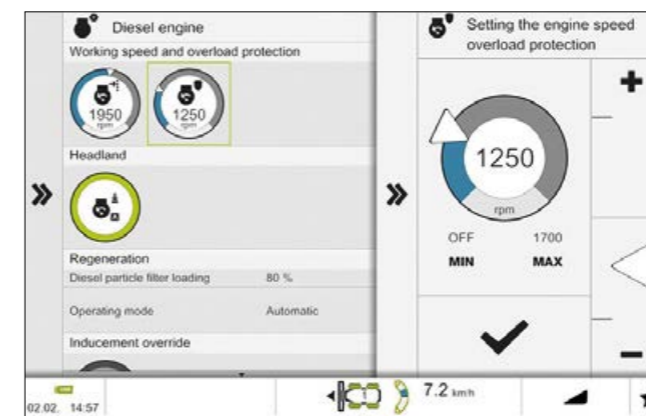 Diesel engine
Working speed and overload protection
1950
rpm
1250
rpm
Headland
Regeneration
Diesel particle filter loading 80 %
Operating mode Automatic
Inducement override
02.02. 14:57
Setting the engine speed
overload protection
1250
rpm
OFF 1700
MIN MAX
7.2 km/h